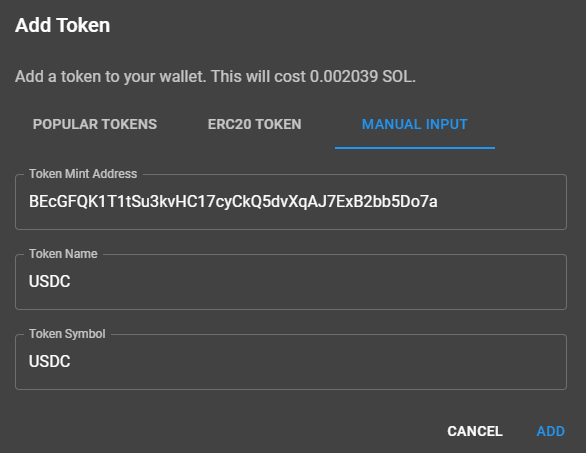 Add Token
Add a token to your wallet. This will cost 0.002039 SOL.
POPULAR TOKENS ERC20 TOKEN MANUAL INPUT
Token Mint Address
BEcGFQK1T1tSu3kvHC17cyCkQ5dvXqAJ7ExB2bb5Do7a
Token Name
USDC
Token Symbol
USDC
CANCEL ADD